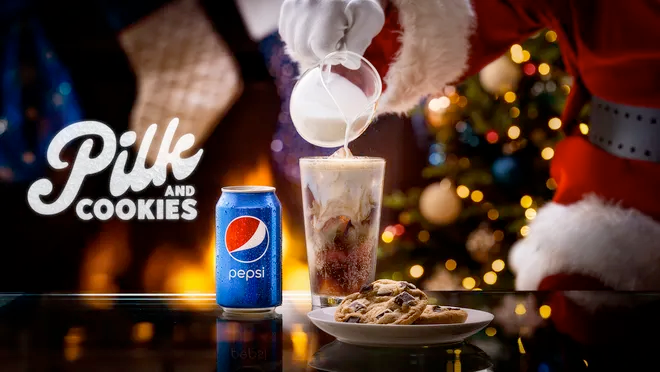 Pilk
AND
COOKIES
pepsi